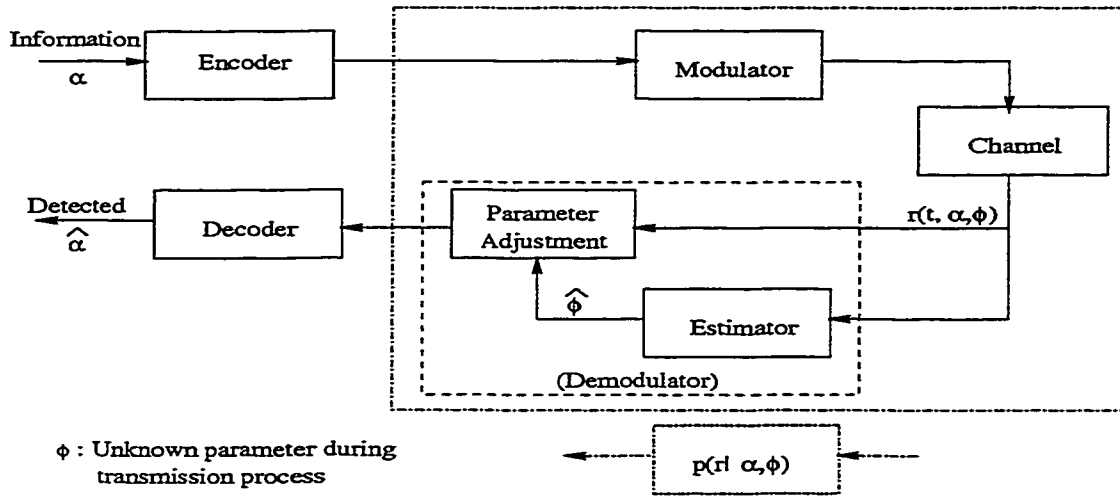 Information
α
Encoder
Modulator
Channel
Detected
α̂
Decoder
Parameter
Adjustment
r(t, α,ϕ)
ϕ̂
Estimator
(Demodulator)
ϕ : Unknown parameter during
transmission process
p(r| α,ϕ)